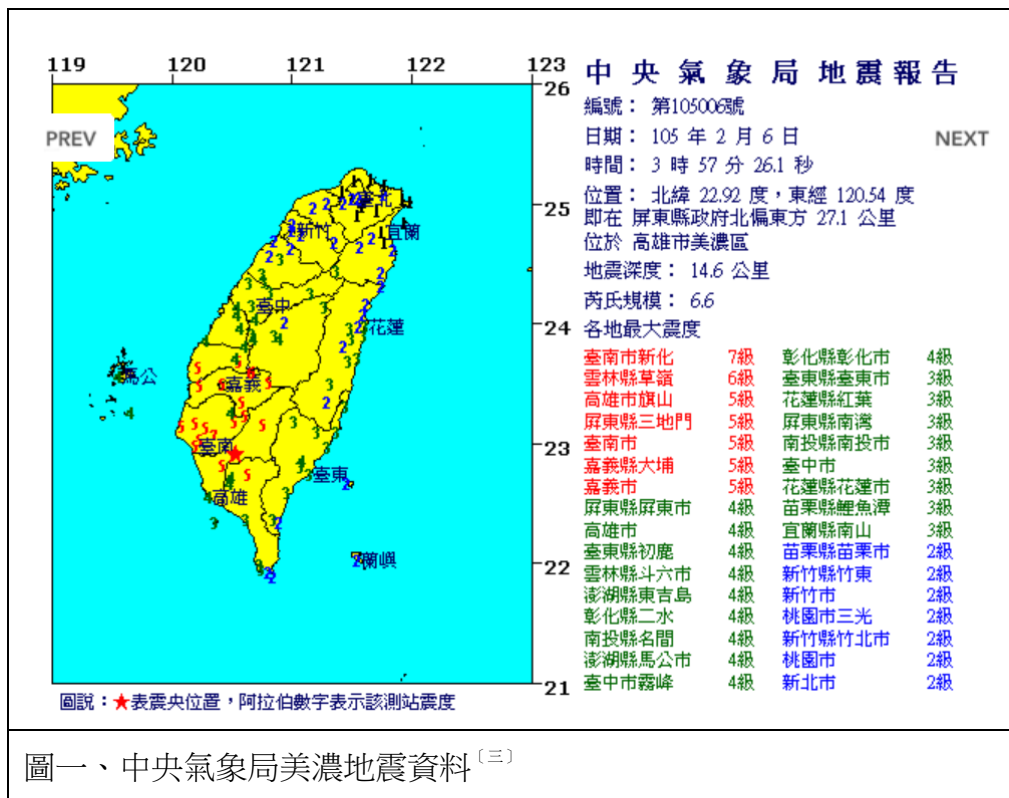 119 120 121 122 123
26
25
24
23
22
21
PREV
NEXT
臺北
新竹
宜蘭
臺中
花蓮
馬公
嘉義
臺南
臺東
高雄
蘭嶼
圖說：★表震央位置，阿拉伯數字表示該測站震度
中央氣象局地震報告
編號： 第105006號
日期： 105 年 2 月 6 日
時間： 3 時 57 分 26.1 秒
位置： 北緯 22.92 度，東經 120.54 度
即在 屏東縣政府北偏東方 27.1 公里
位於 高雄市美濃區
地震深度： 14.6 公里
芮氏規模： 6.6
各地最大震度
臺南市新化 7級 彰化縣彰化市 4級
雲林縣草嶺 6級 臺東縣臺東市 3級
高雄市旗山 5級 花蓮縣紅葉 3級
屏東縣三地門 5級 屏東縣南灣 3級
臺南市 5級 南投縣南投市 3級
嘉義縣大埔 5級 臺中市 3級
嘉義市 5級 花蓮縣花蓮市 3級
屏東縣屏東市 4級 苗栗縣鯉魚潭 3級
高雄市 4級 宜蘭縣南山 3級
臺東縣初鹿 4級 苗栗縣苗栗市 2級
雲林縣斗六市 4級 新竹縣竹東 2級
澎湖縣東吉島 4級 新竹市 2級
彰化縣二水 4級 桃園市三光 2級
南投縣名間 4級 新竹縣竹北市 2級
澎湖縣馬公市 4級 桃園市 2級
臺中市霧峰 4級 新北市 2級
圖一、中央氣象局美濃地震資料〔三〕